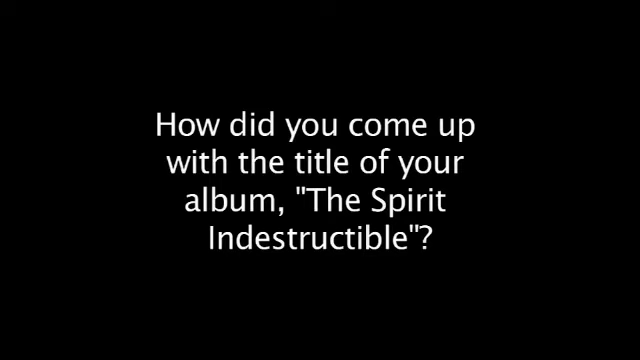 How did you come up
with the title of your
album, "The Spirit
Indestructible"?